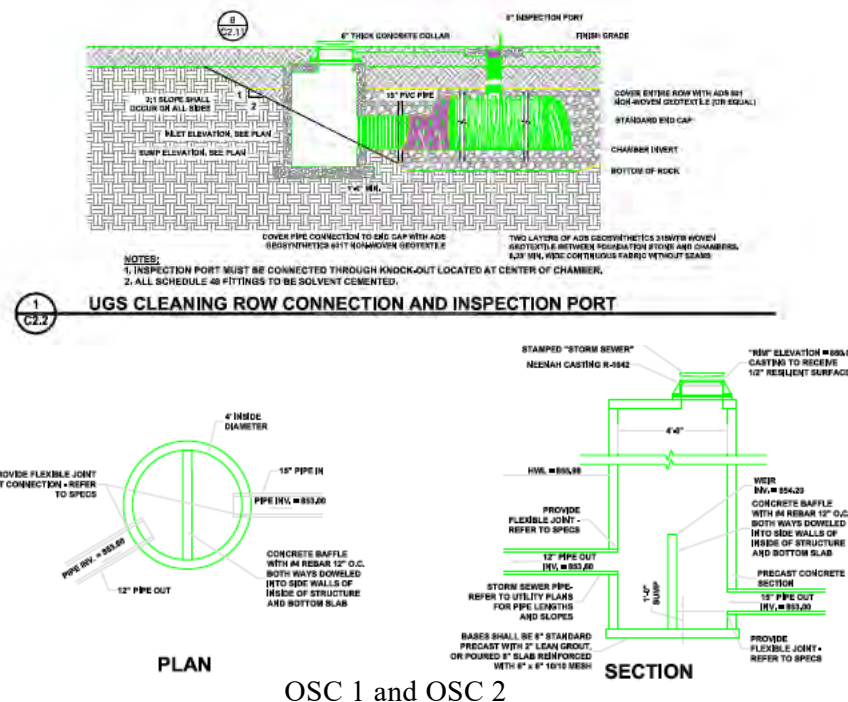 8
C2.11
6" THICK CONCRETE COLLAR
8" INSPECTION PORT
FINISH GRADE
2:1 SLOPE SHALL
OCCUR ON ALL SIDES
1
2
15" PVC PIPE
COVER ENTIRE ROW WITH ADS 601
NON-WOVEN GEOTEXTILE (OR EQUAL)
STANDARD END CAP
INLET ELEVATION, SEE PLAN
SUMP ELEVATION, SEE PLAN
CHAMBER INVERT
BOTTOM OF ROCK
MIN.
COVER PIPE CONNECTION TO END CAP WITH ADS
GEOSYNTHETICS 601T NON-WOVEN GEOTEXTILE
TWO LAYERS OF ADS GEOSYNTHETICS 315WTM WOVEN
GEOTEXTILE BETWEEN FOUNDATION STONE AND CHAMBERS,
MIN. WIDE CONTINUOUS FABRIC WITHOUT SEAMS
NOTES:
1. INSPECTION PORT MUST BE CONNECTED THROUGH KNOCK-OUT LOCATED AT CENTER OF CHAMBER.
2. ALL SCHEDULE 40 FITTINGS TO BE SOLVENT CEMENTED.
1
C2.2
UGS CLEANING ROW CONNECTION AND INSPECTION PORT
4' INSIDE
DIAMETER
PROVIDE FLEXIBLE JOINT
AT CONNECTION - REFER
TO SPECS
15" PIPE IN
PIPE INV. = 853.00
PIPE INV. = 853.60
12" PIPE OUT
CONCRETE BAFFLE
WITH #4 REBAR 12" O.C.
BOTH WAYS DOWELED
INTO SIDE WALLS OF
INSIDE OF STRUCTURE
AND BOTTOM SLAB
PLAN
STAMPED "STORM SEWER"
NEENAH CASTING R-1642
"RIM" ELEVATION =
CASTING TO RECEIVE
1/2" RESILIENT SURFACE
4'-0"
HWL = 855.99
WEIR
INV. = 854.20
PROVIDE
FLEXIBLE JOINT -
REFER TO SPECS
CONCRETE BAFFLE
WITH #4 REBAR 12" O.C.
BOTH WAYS DOWELED
INTO SIDE WALLS OF
INSIDE OF STRUCTURE
AND BOTTOM SLAB
12" PIPE OUT
INV. = 853.60
PRECAST CONCRETE
SECTION
STORM SEWER PIPE-
REFER TO UTILITY PLANS
FOR PIPE LENGTHS
AND SLOPES
1'-0"
SUMP
15" PIPE OUT
INV. = 853.00
BASES SHALL BE 6" STANDARD
PRECAST WITH 2" LEAN GROUT,
OR POURED 8" SLAB REINFORCED
WITH 6" x 6" 10/10 MESH
PROVIDE
FLEXIBLE JOINT -
REFER TO SPECS
SECTION
OSC 1 and OSC 2